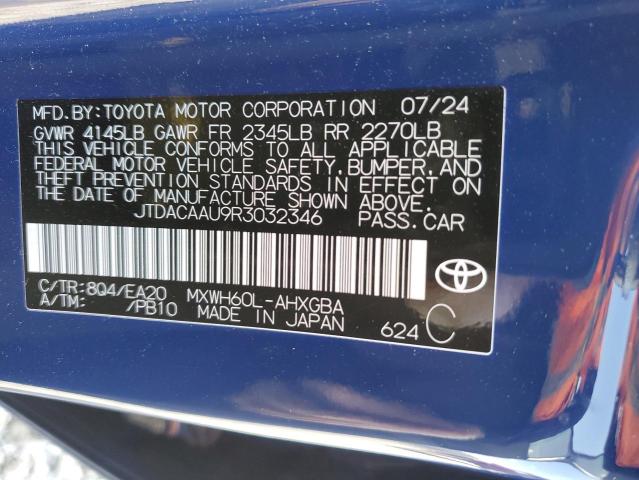 MFD.BY:TOYOTA MOTOR CORPORATION 07/24
GVWR 4145LB GAWR FR 2345LB RR 2270LB
THIS VEHICLE CONFORMS TO ALL APPLICABLE
FEDERAL MOTOR VEHICLE SAFETY,BUMPER,AND
THEFT PREVENTION STANDARDS IN EFFECT ON
THE DATE OF MANUFACTURE SHOWN ABOVE.
JTDACAAU9R3032346 PASS.CAR
C/TR:8Q4/EA20 MXWH60L-AHXGBA
A/TM: /PB10 MADE IN JAPAN 624 C